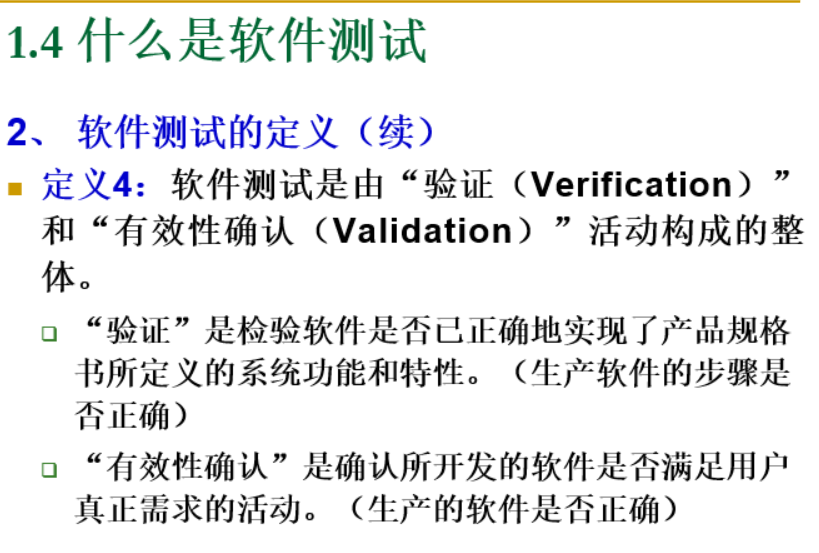 1.4 什么是软件测试
2、 软件测试的定义（续）
定义4：软件测试是由“验证（Verification）”
和“有效性确认（Validation）”活动构成的整
体。
“验证”是检验软件是否已正确地实现了产品规格
书所定义的系统功能和特性。（生产软件的步骤是
否正确）
“有效性确认”是确认所开发的软件是否满足用户
真正需求的活动。（生产的软件是否正确）